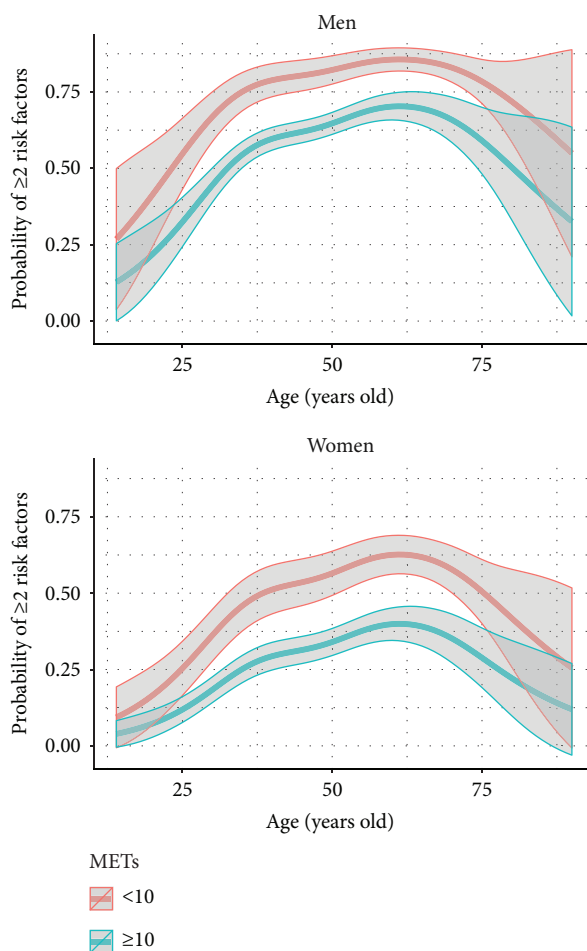 Men
Probability of ≥2 risk factors
0.75
0.50
0.25
0.00
25 50 75
Age (years old)
Women
Probability of ≥2 risk factors
0.75
0.50
0.25
0.00
25 50 75
Age (years old)
METs
<10
≥10